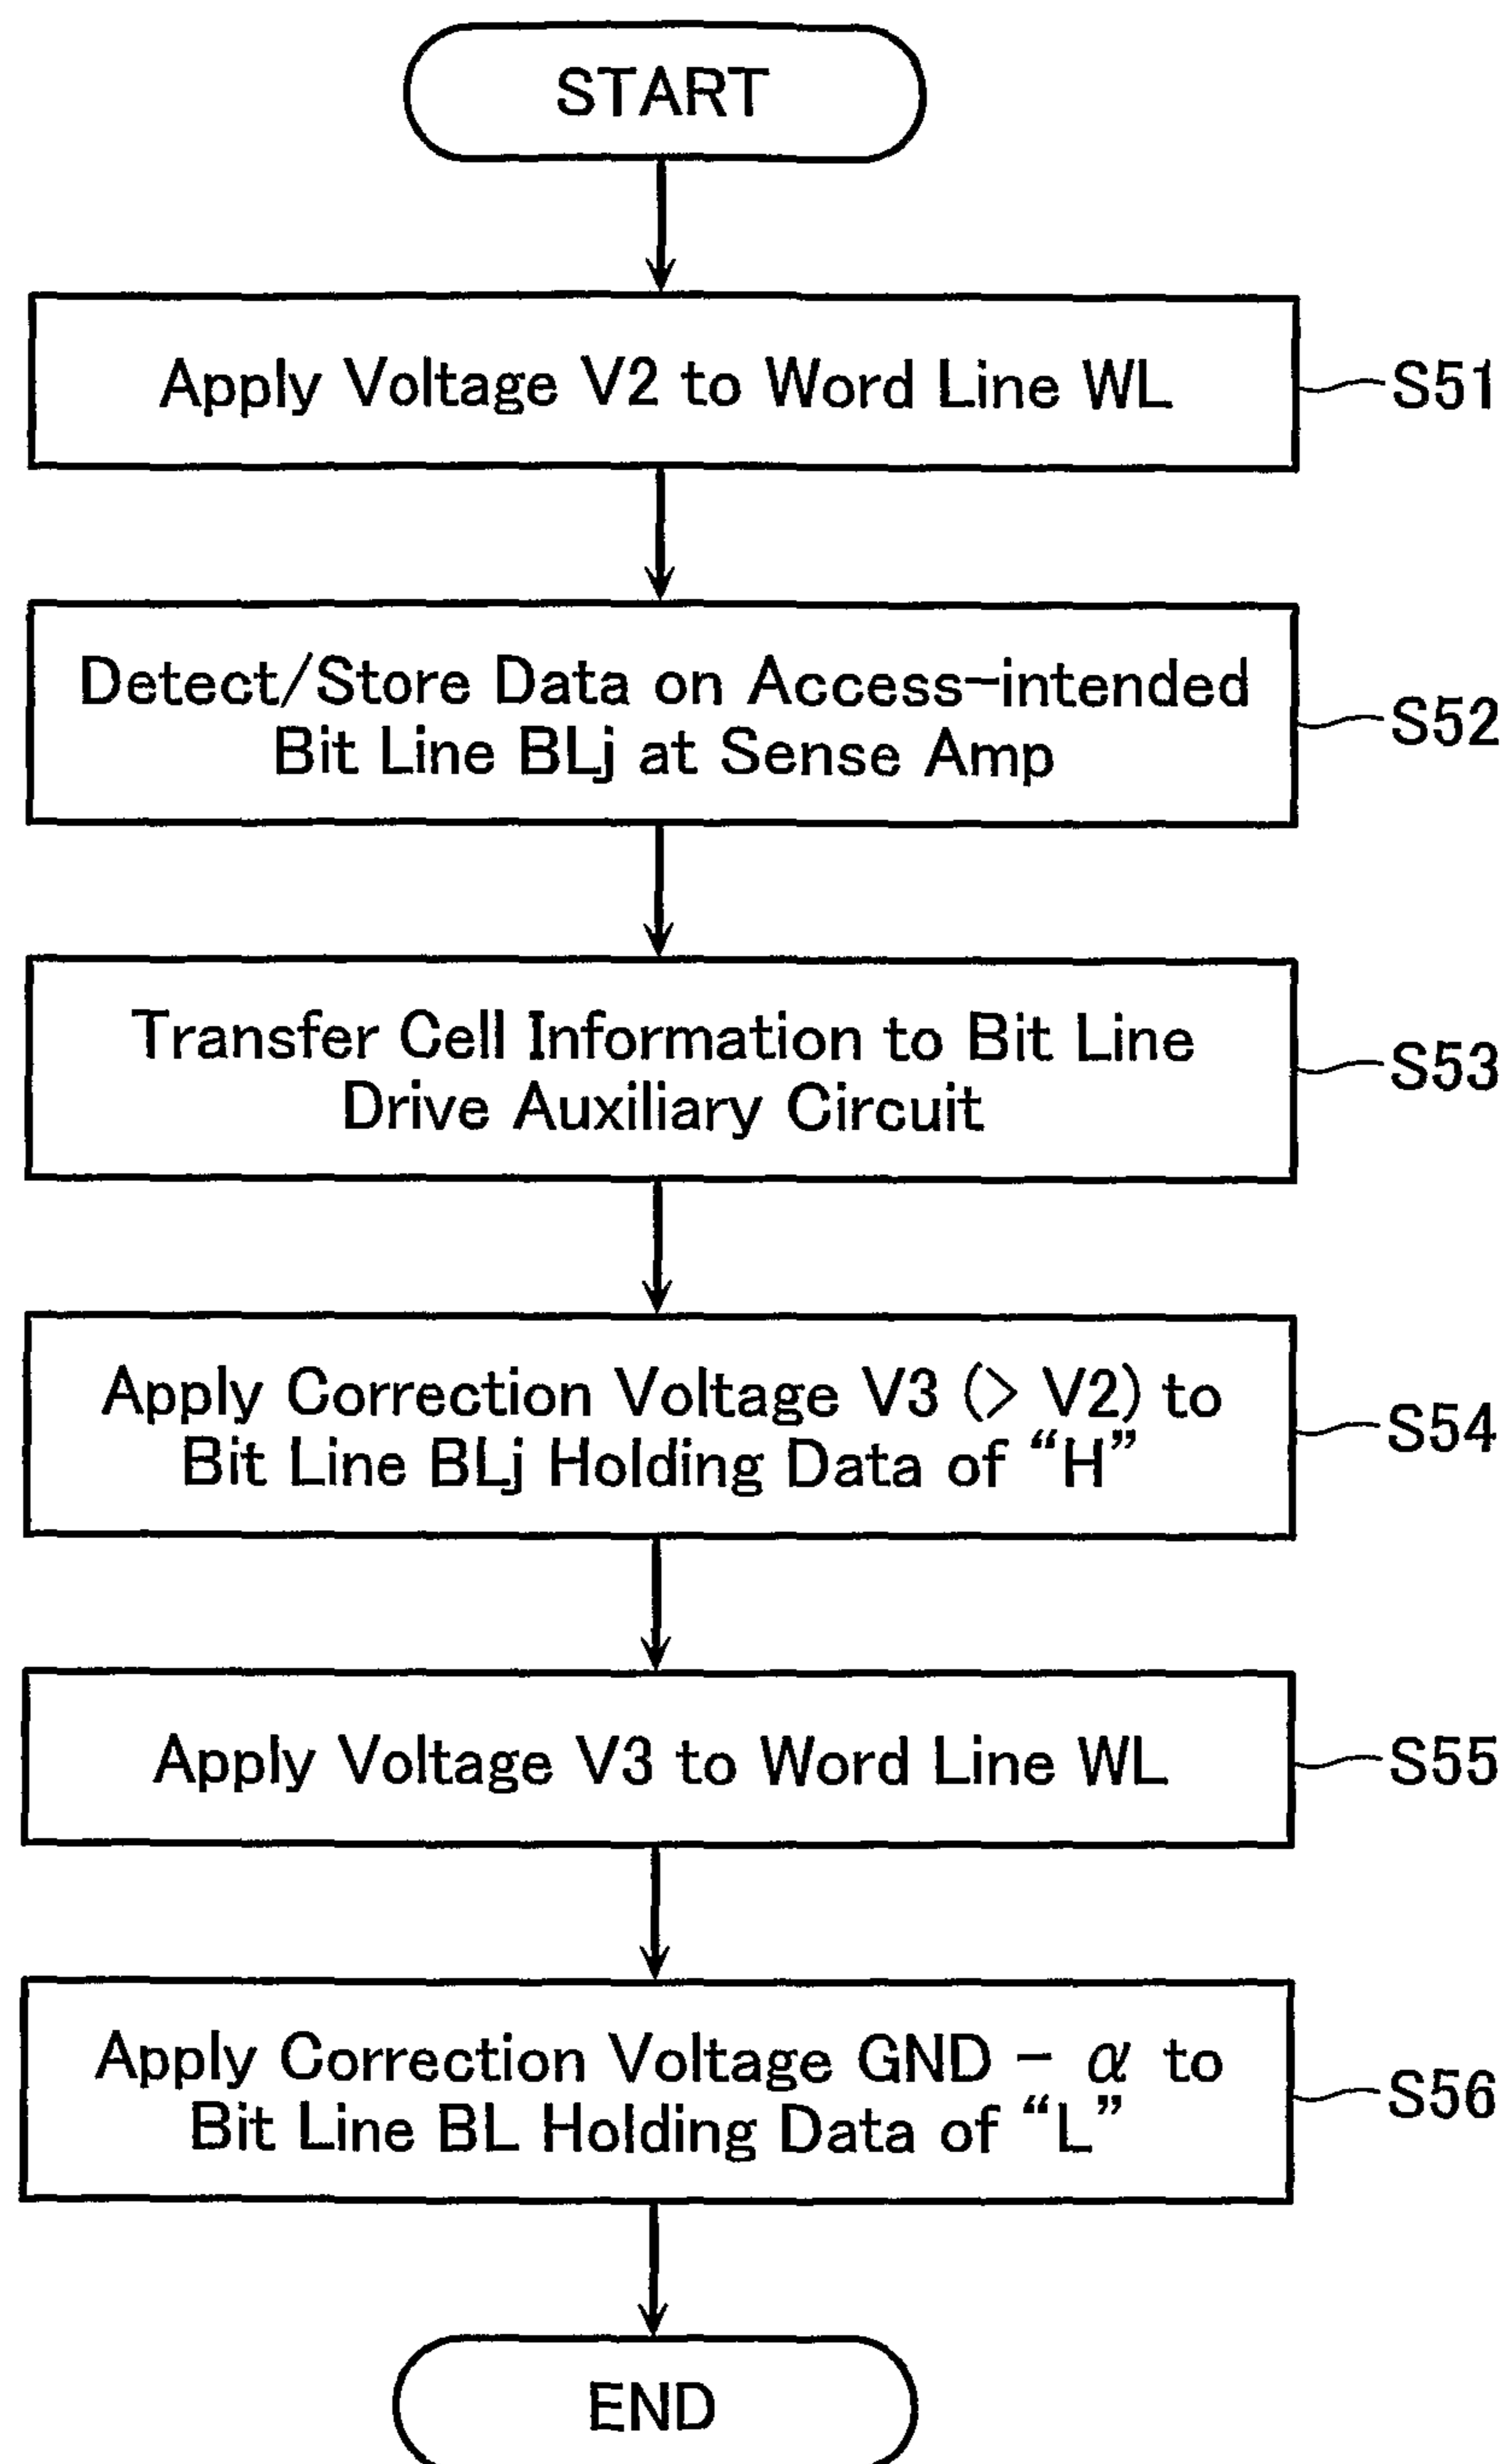 START
Apply Voltage V2 to Word Line WL
S51
Detect/Store Data on Access-intended
Bit Line BLj at Sense Amp
S52
Transfer Cell Information to Bit Line
Drive Auxiliary Circuit
S53
Apply Correction Voltage V3 (> V2) to
Bit Line BLj Holding Data of “H”
S54
Apply Voltage V3 to Word Line WL
S55
Apply Correction Voltage GND - α to
Bit Line BL Holding Data of “L”
S56
END